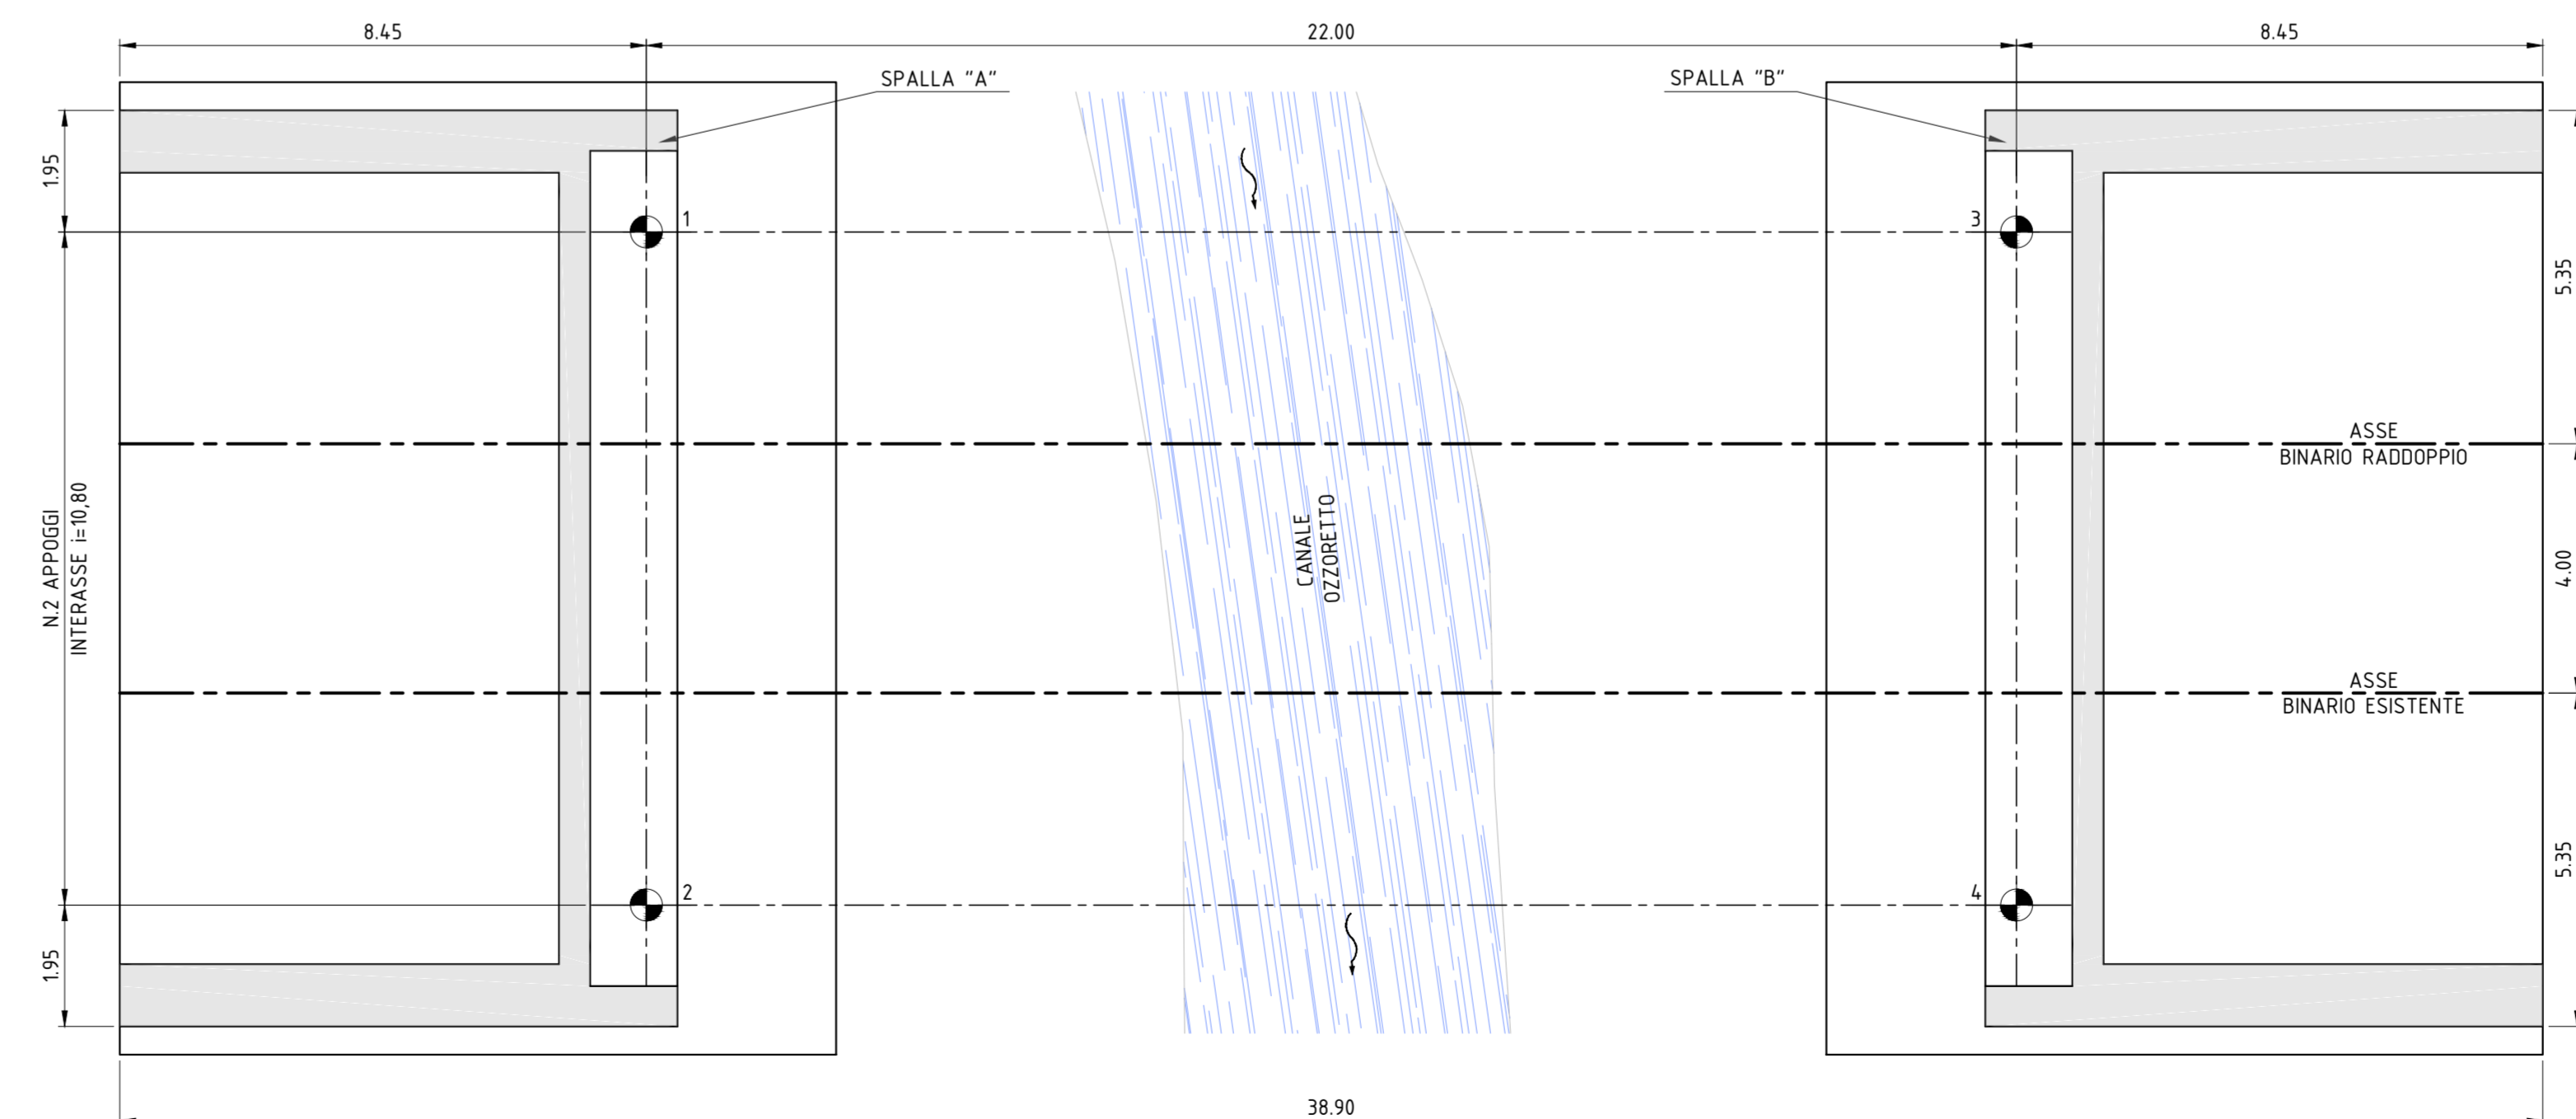 8.45
22.00
8.45
SPALLA "A"
SPALLA "B"
1.95
1
3
5.35
ASSE
BINARIO RADDOPPIO
N.2 APPOGGI
INTERASSE i=10,80
CANALE
OZZORETTO
4.00
ASSE
BINARIO ESISTENTE
5.35
2
4
1.95
38.90